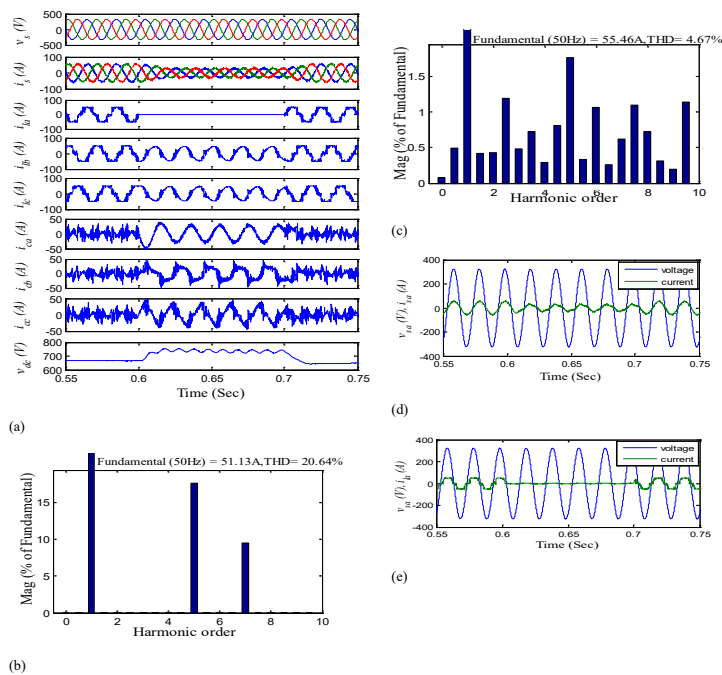 500
0
-500
v_s (V)
100
0
-100
i_s (A)
100
0
-100
i_la (A)
100
0
-100
i_lb (A)
100
0
-100
i_lc (A)
50
0
-50
i_ca (A)
50
0
-50
i_cb (A)
50
0
-50
i_cc (A)
800
700
600
v_dc (V)
0.55 0.6 0.65 0.7 0.75
Time (Sec)
(a)
Fundamental (50Hz) = 51.13A,THD= 20.64%
Mag (% of Fundamental)
15
10
5
0
0 2 4 6 8 10
Harmonic order
(b)
Fundamental (50Hz) = 55.46A,THD= 4.67%
Mag (% of Fundamental)
1.5
1
0.5
0
0 2 4 6 8 10
Harmonic order
(c)
400
200
0
-200
-400
v_sa (V), i_sa (A)
voltage
current
0.55 0.6 0.65 0.7 0.75
Time (Sec)
(d)
400
200
0
-200
-400
v_sa (V), i_la (A)
voltage
current
0.55 0.6 0.65 0.7 0.75
Time (Sec)
(e)